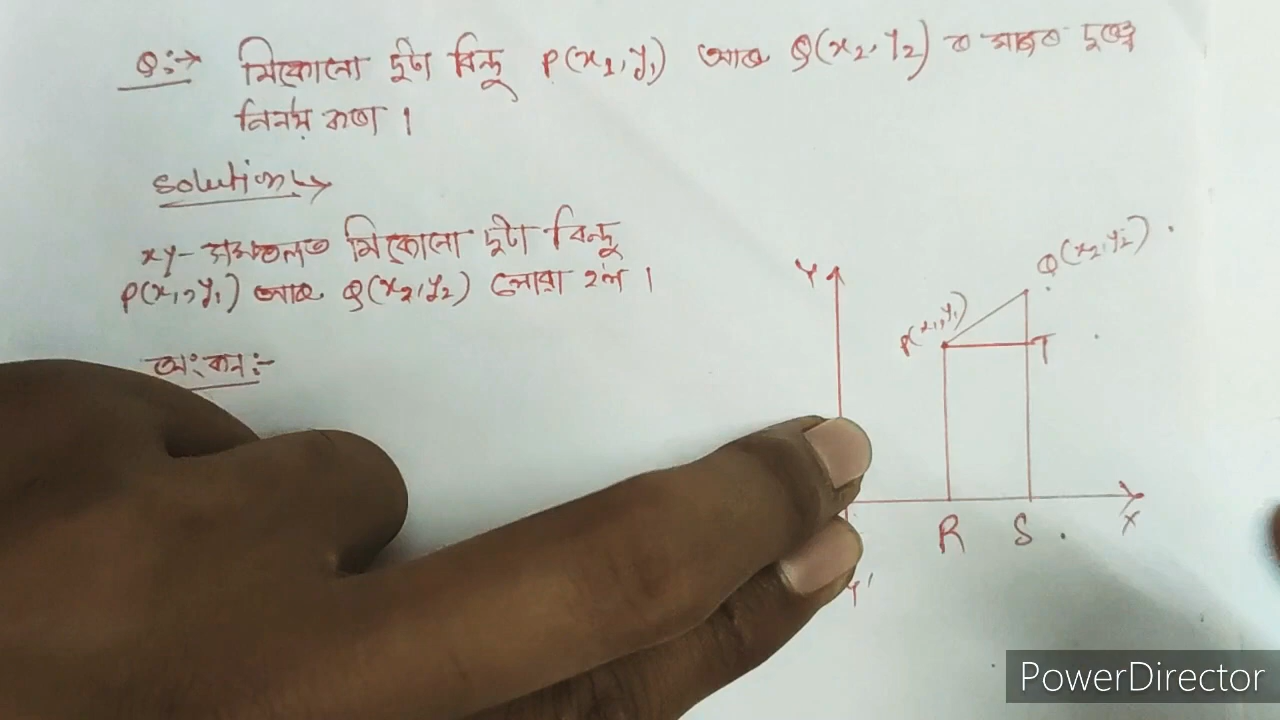 Q:→ যিকোনো দুটা বিন্দু P(x₁, y₁) আৰু Q(x₂, y₂) ৰ মাজৰ দূৰত্ব
নিৰ্ণয় কৰা ।
Solution↳
xy- সমতলত যিকোনো দুটা বিন্দু
P(x₁, y₁) আৰু Q(x₂, y₂) লোৱা হল ।
অংকন:-
Y
Q(x₂, y₂)
P(x₁, y₁)
T
R S
X
Y'
PowerDirector